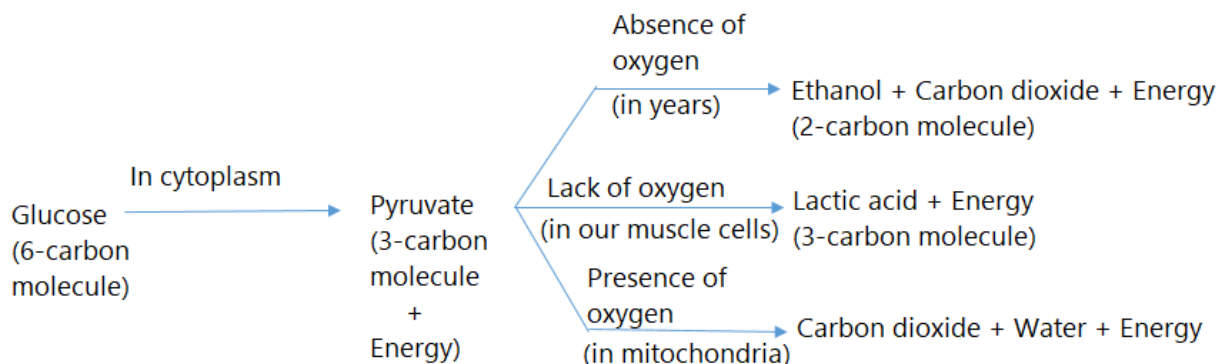 Glucose
(6-carbon
molecule)
In cytoplasm
Pyruvate
(3-carbon
molecule
+
Energy)
Absence of
oxygen
(in years)
Ethanol + Carbon dioxide + Energy
(2-carbon molecule)
Lack of oxygen
(in our muscle cells)
Lactic acid + Energy
(3-carbon molecule)
Presence of
oxygen
(in mitochondria)
Carbon dioxide + Water + Energy